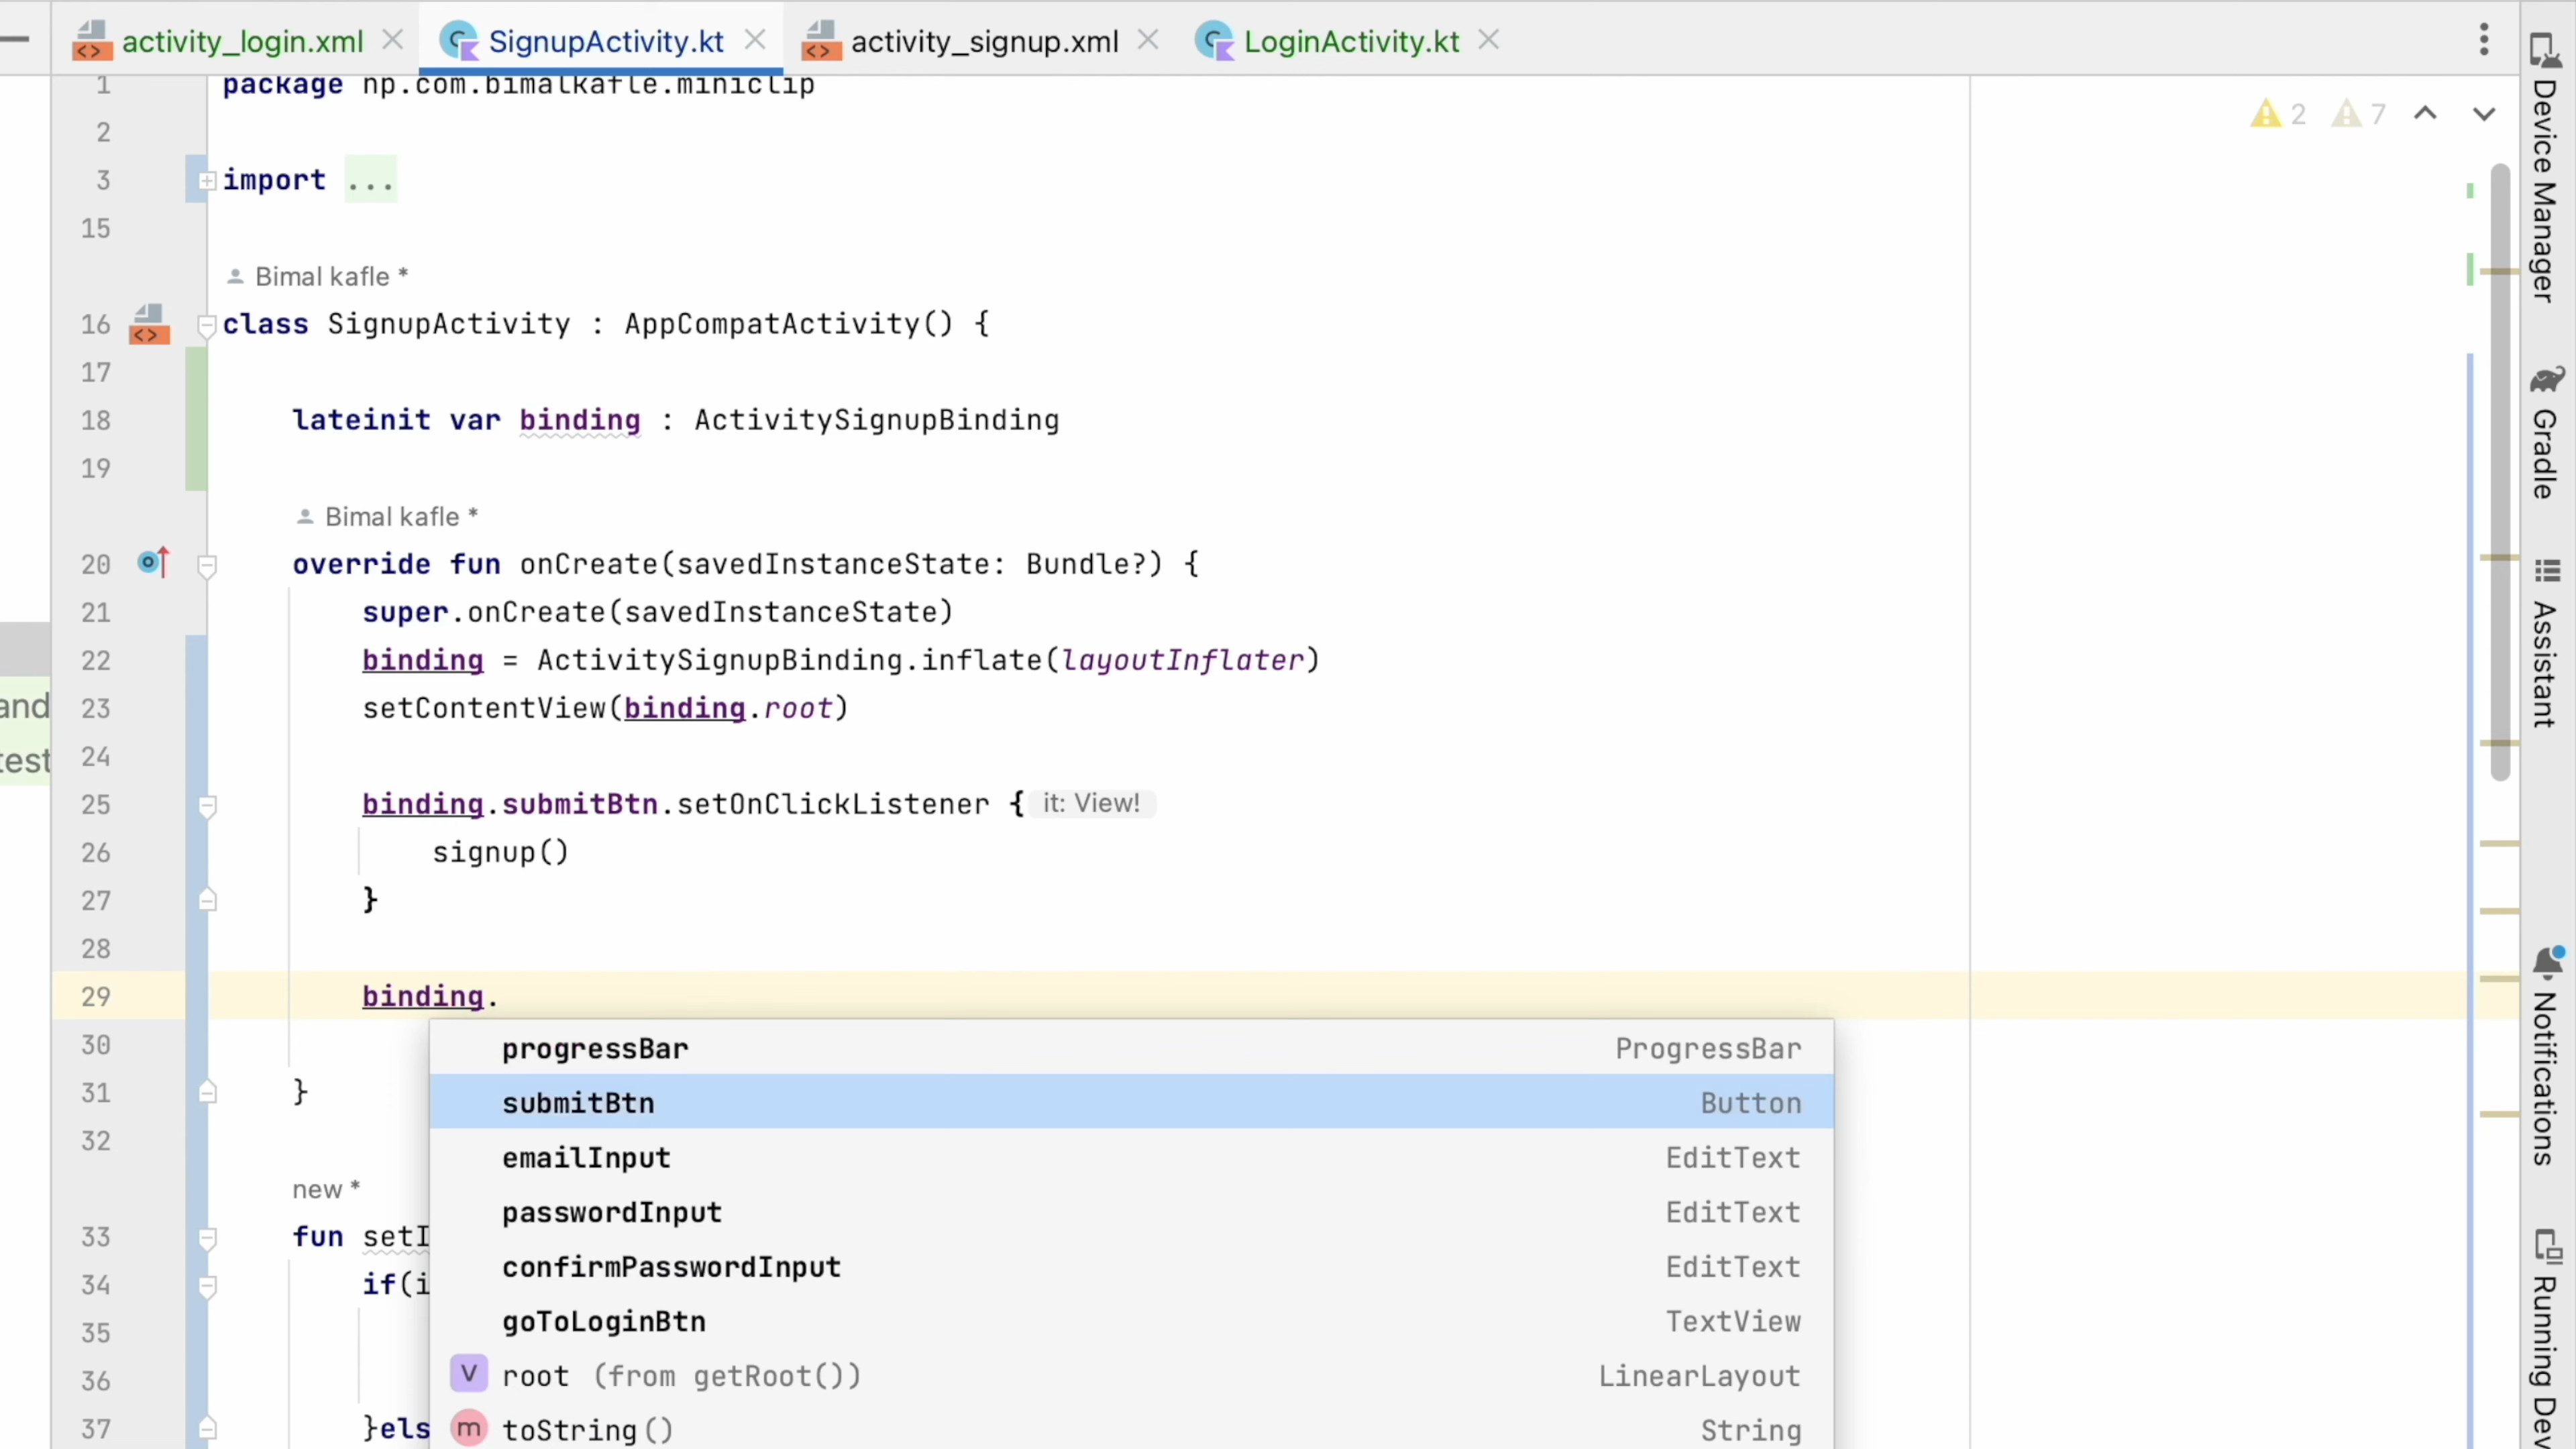 activity_login.xml
SignupActivity.kt
activity_signup.xml
LoginActivity.kt
1 package np.com.bimalkafle.miniclip
2
3 import ...
15
Bimal kafle *
16 class SignupActivity : AppCompatActivity() {
17
18 lateinit var binding : ActivitySignupBinding
19
Bimal kafle *
20 override fun onCreate(savedInstanceState: Bundle?) {
21 super.onCreate(savedInstanceState)
22 binding = ActivitySignupBinding.inflate(layoutInflater)
23 setContentView(binding.root)
24
25 binding.submitBtn.setOnClickListener { it: View!
26 signup()
27 }
28
29 binding.
30
31 }
32
new *
33 fun setI
34 if(i
35
36
37 }els
progressBar ProgressBar
submitBtn Button
emailInput EditText
passwordInput EditText
confirmPasswordInput EditText
goToLoginBtn TextView
V root (from getRoot()) LinearLayout
m toString() String
and
test
2 7
Device Manager
Gradle
Assistant
Notifications
Running Dev